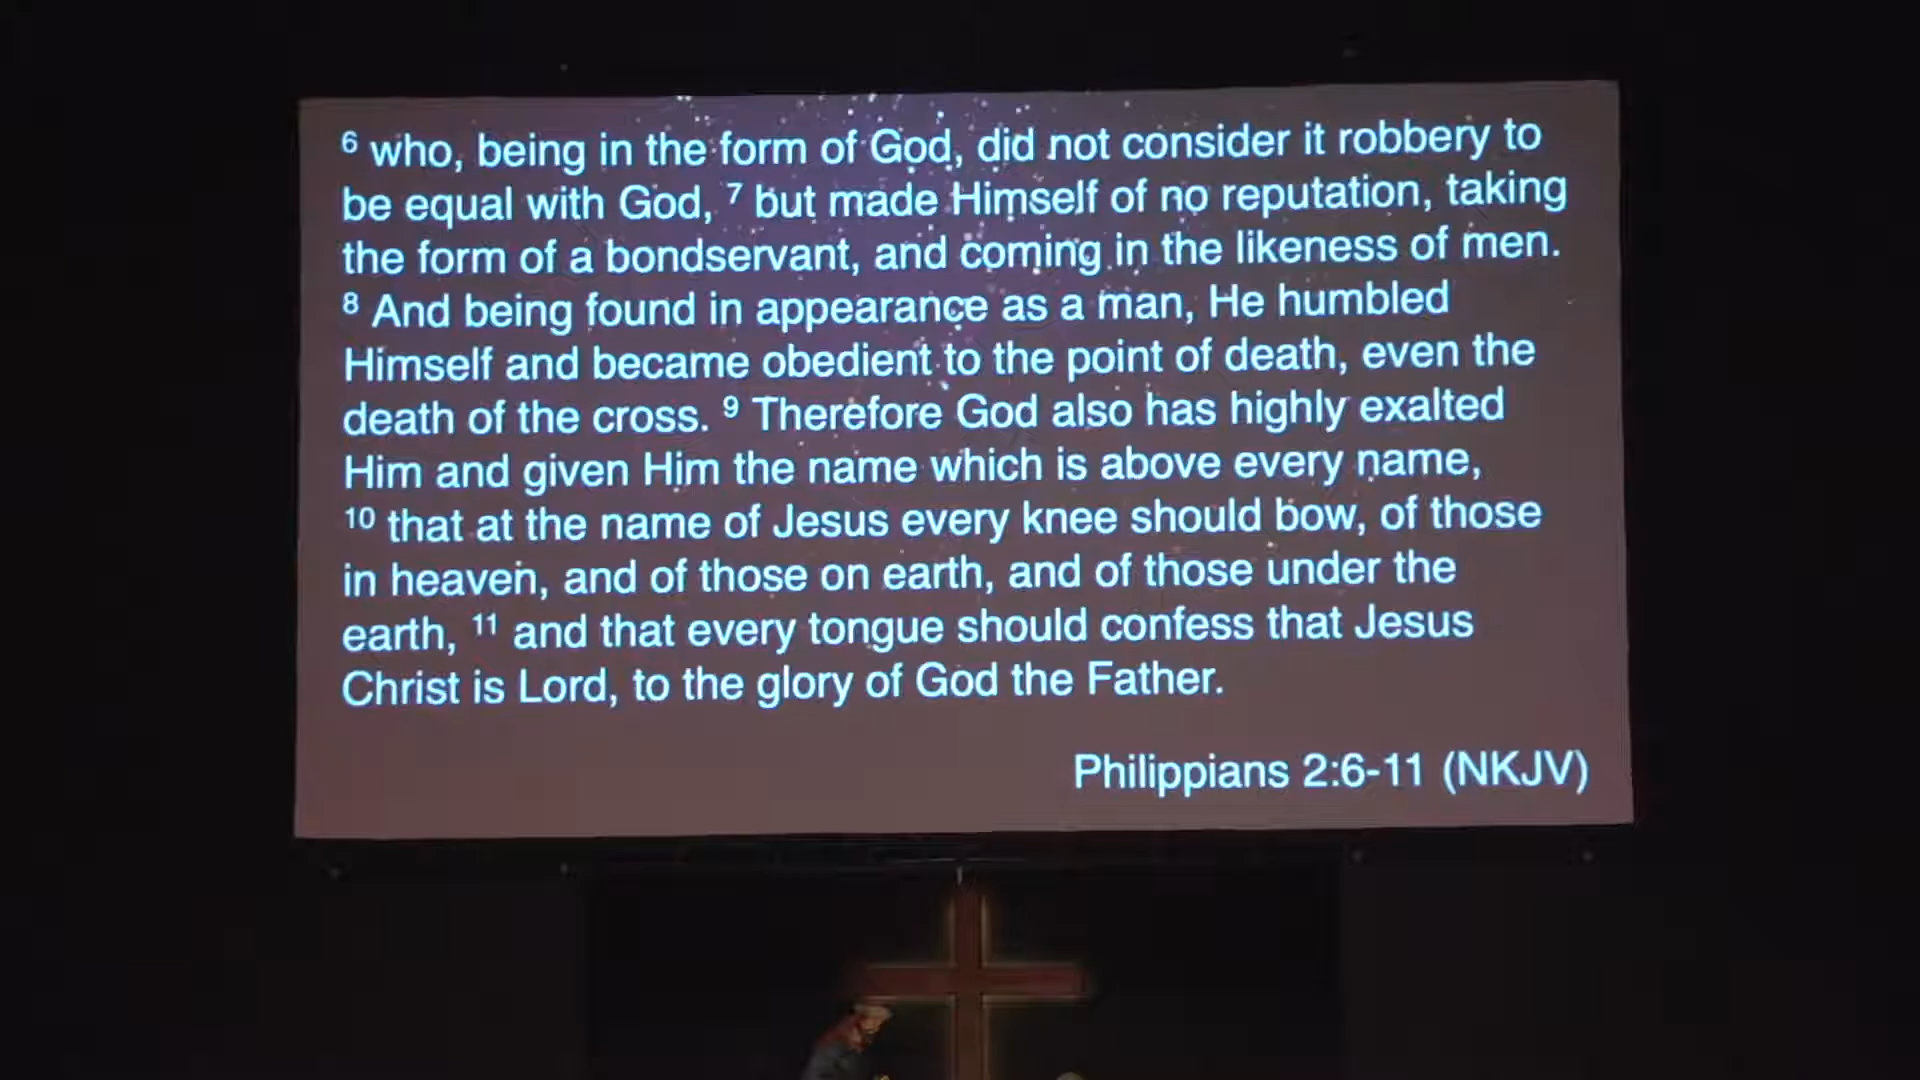 6 who, being in the form of God, did not consider it robbery to
be equal with God, 7 but made Himself of no reputation, taking
the form of a bondservant, and coming in the likeness of men.
8 And being found in appearance as a man, He humbled
Himself and became obedient to the point of death, even the
death of the cross. 9 Therefore God also has highly exalted
Him and given Him the name which is above every name,
10 that at the name of Jesus every knee should bow, of those
in heaven, and of those on earth, and of those under the
earth, 11 and that every tongue should confess that Jesus
Christ is Lord, to the glory of God the Father.
Philippians 2:6-11 (NKJV)